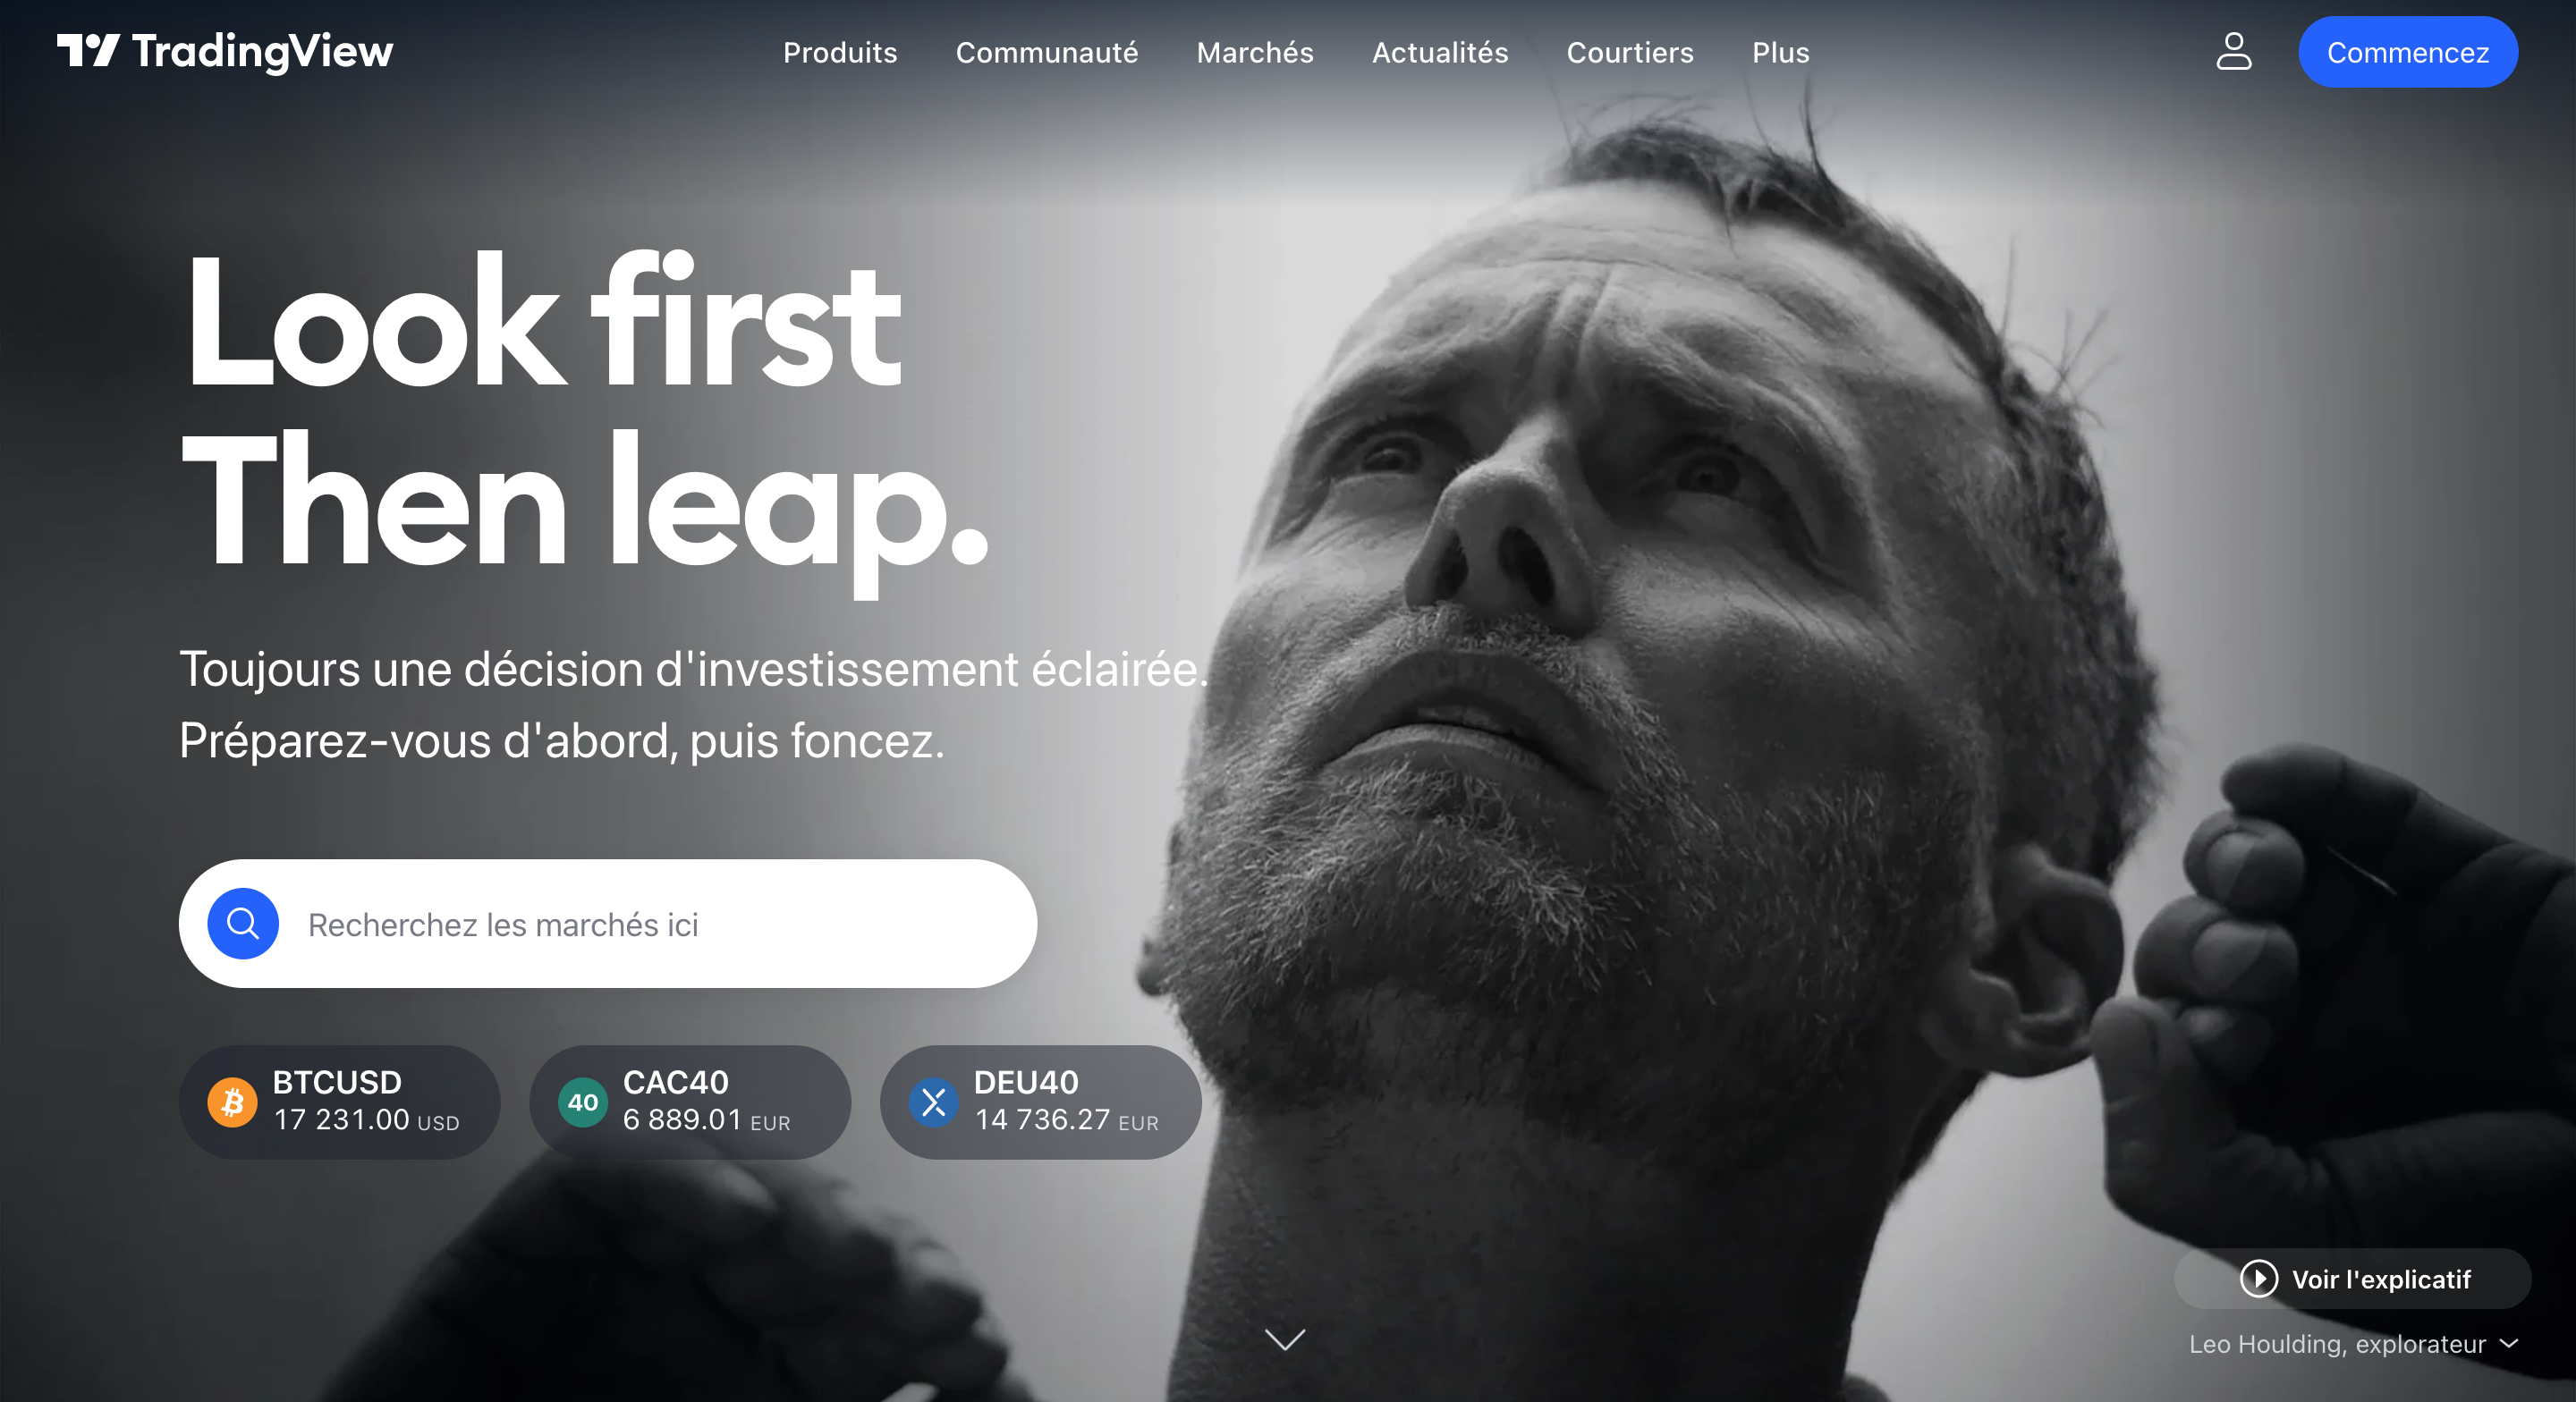 TradingView
Produits
Communauté
Marchés
Actualités
Courtiers
Plus
Commencez
Look first
Then leap.
Toujours une décision d'investissement éclairée.
Préparez-vous d'abord, puis foncez.
Recherchez les marchés ici
BTCUSD
17 231.00 USD
40
CAC40
6 889.01 EUR
DEU40
14 736.27 EUR
Voir l'explicatif
Leo Houlding, explorateur